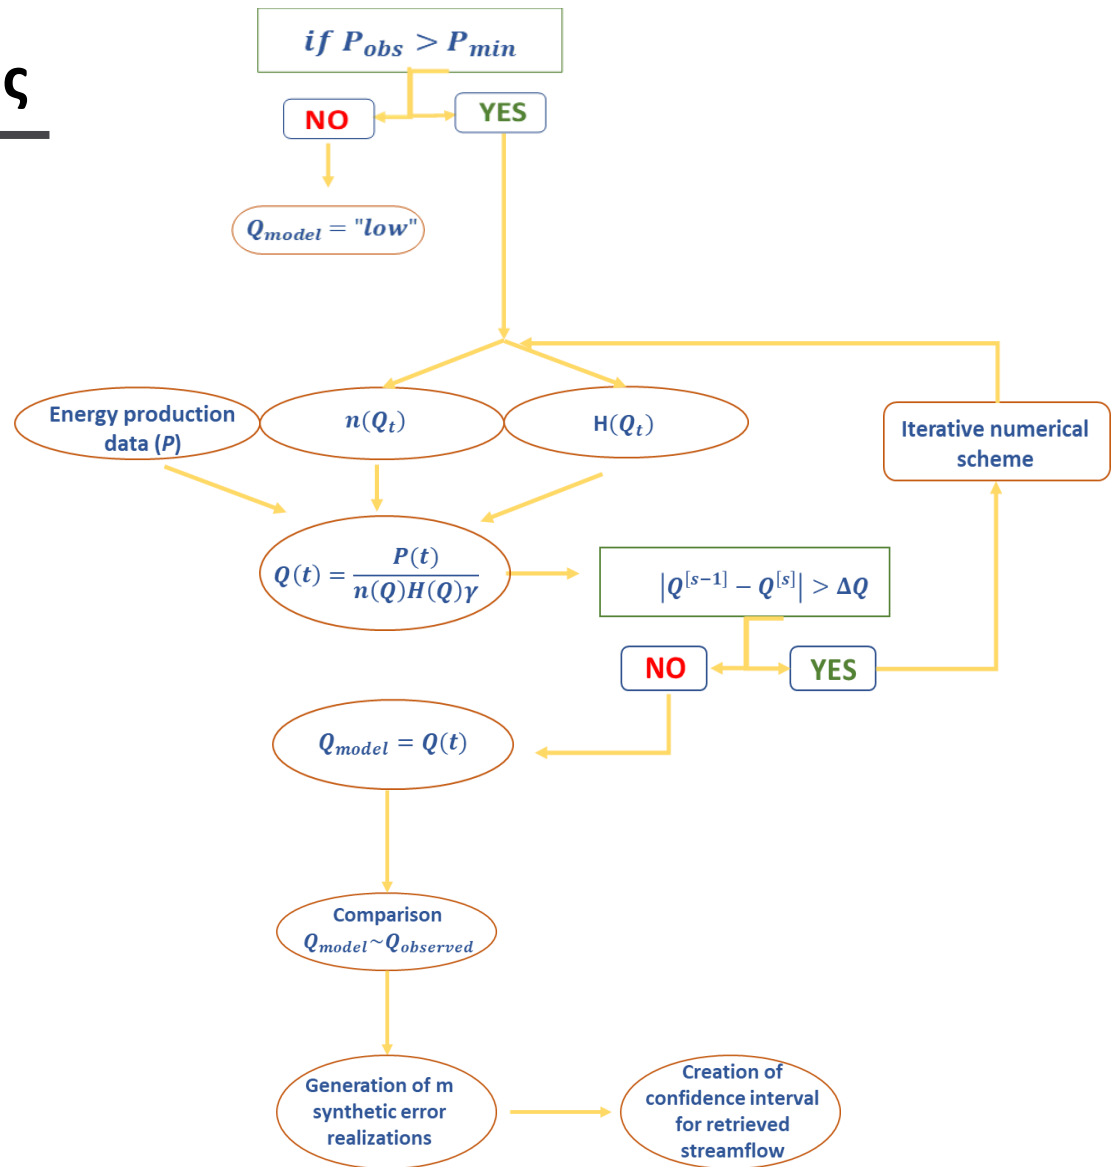 ς
if P_obs > P_min
NO
YES
Q_model = "low"
Energy production
data (P)
n(Q_t)
H(Q_t)
Iterative numerical
scheme
Q(t) = P(t) / n(Q)H(Q)γ
|Q^[s−1] − Q^[s]| > ΔQ
NO
YES
Q_model = Q(t)
Comparison
Q_model~Q_observed
Generation of m
synthetic error
realizations
Creation of
confidence interval
for retrieved
streamflow